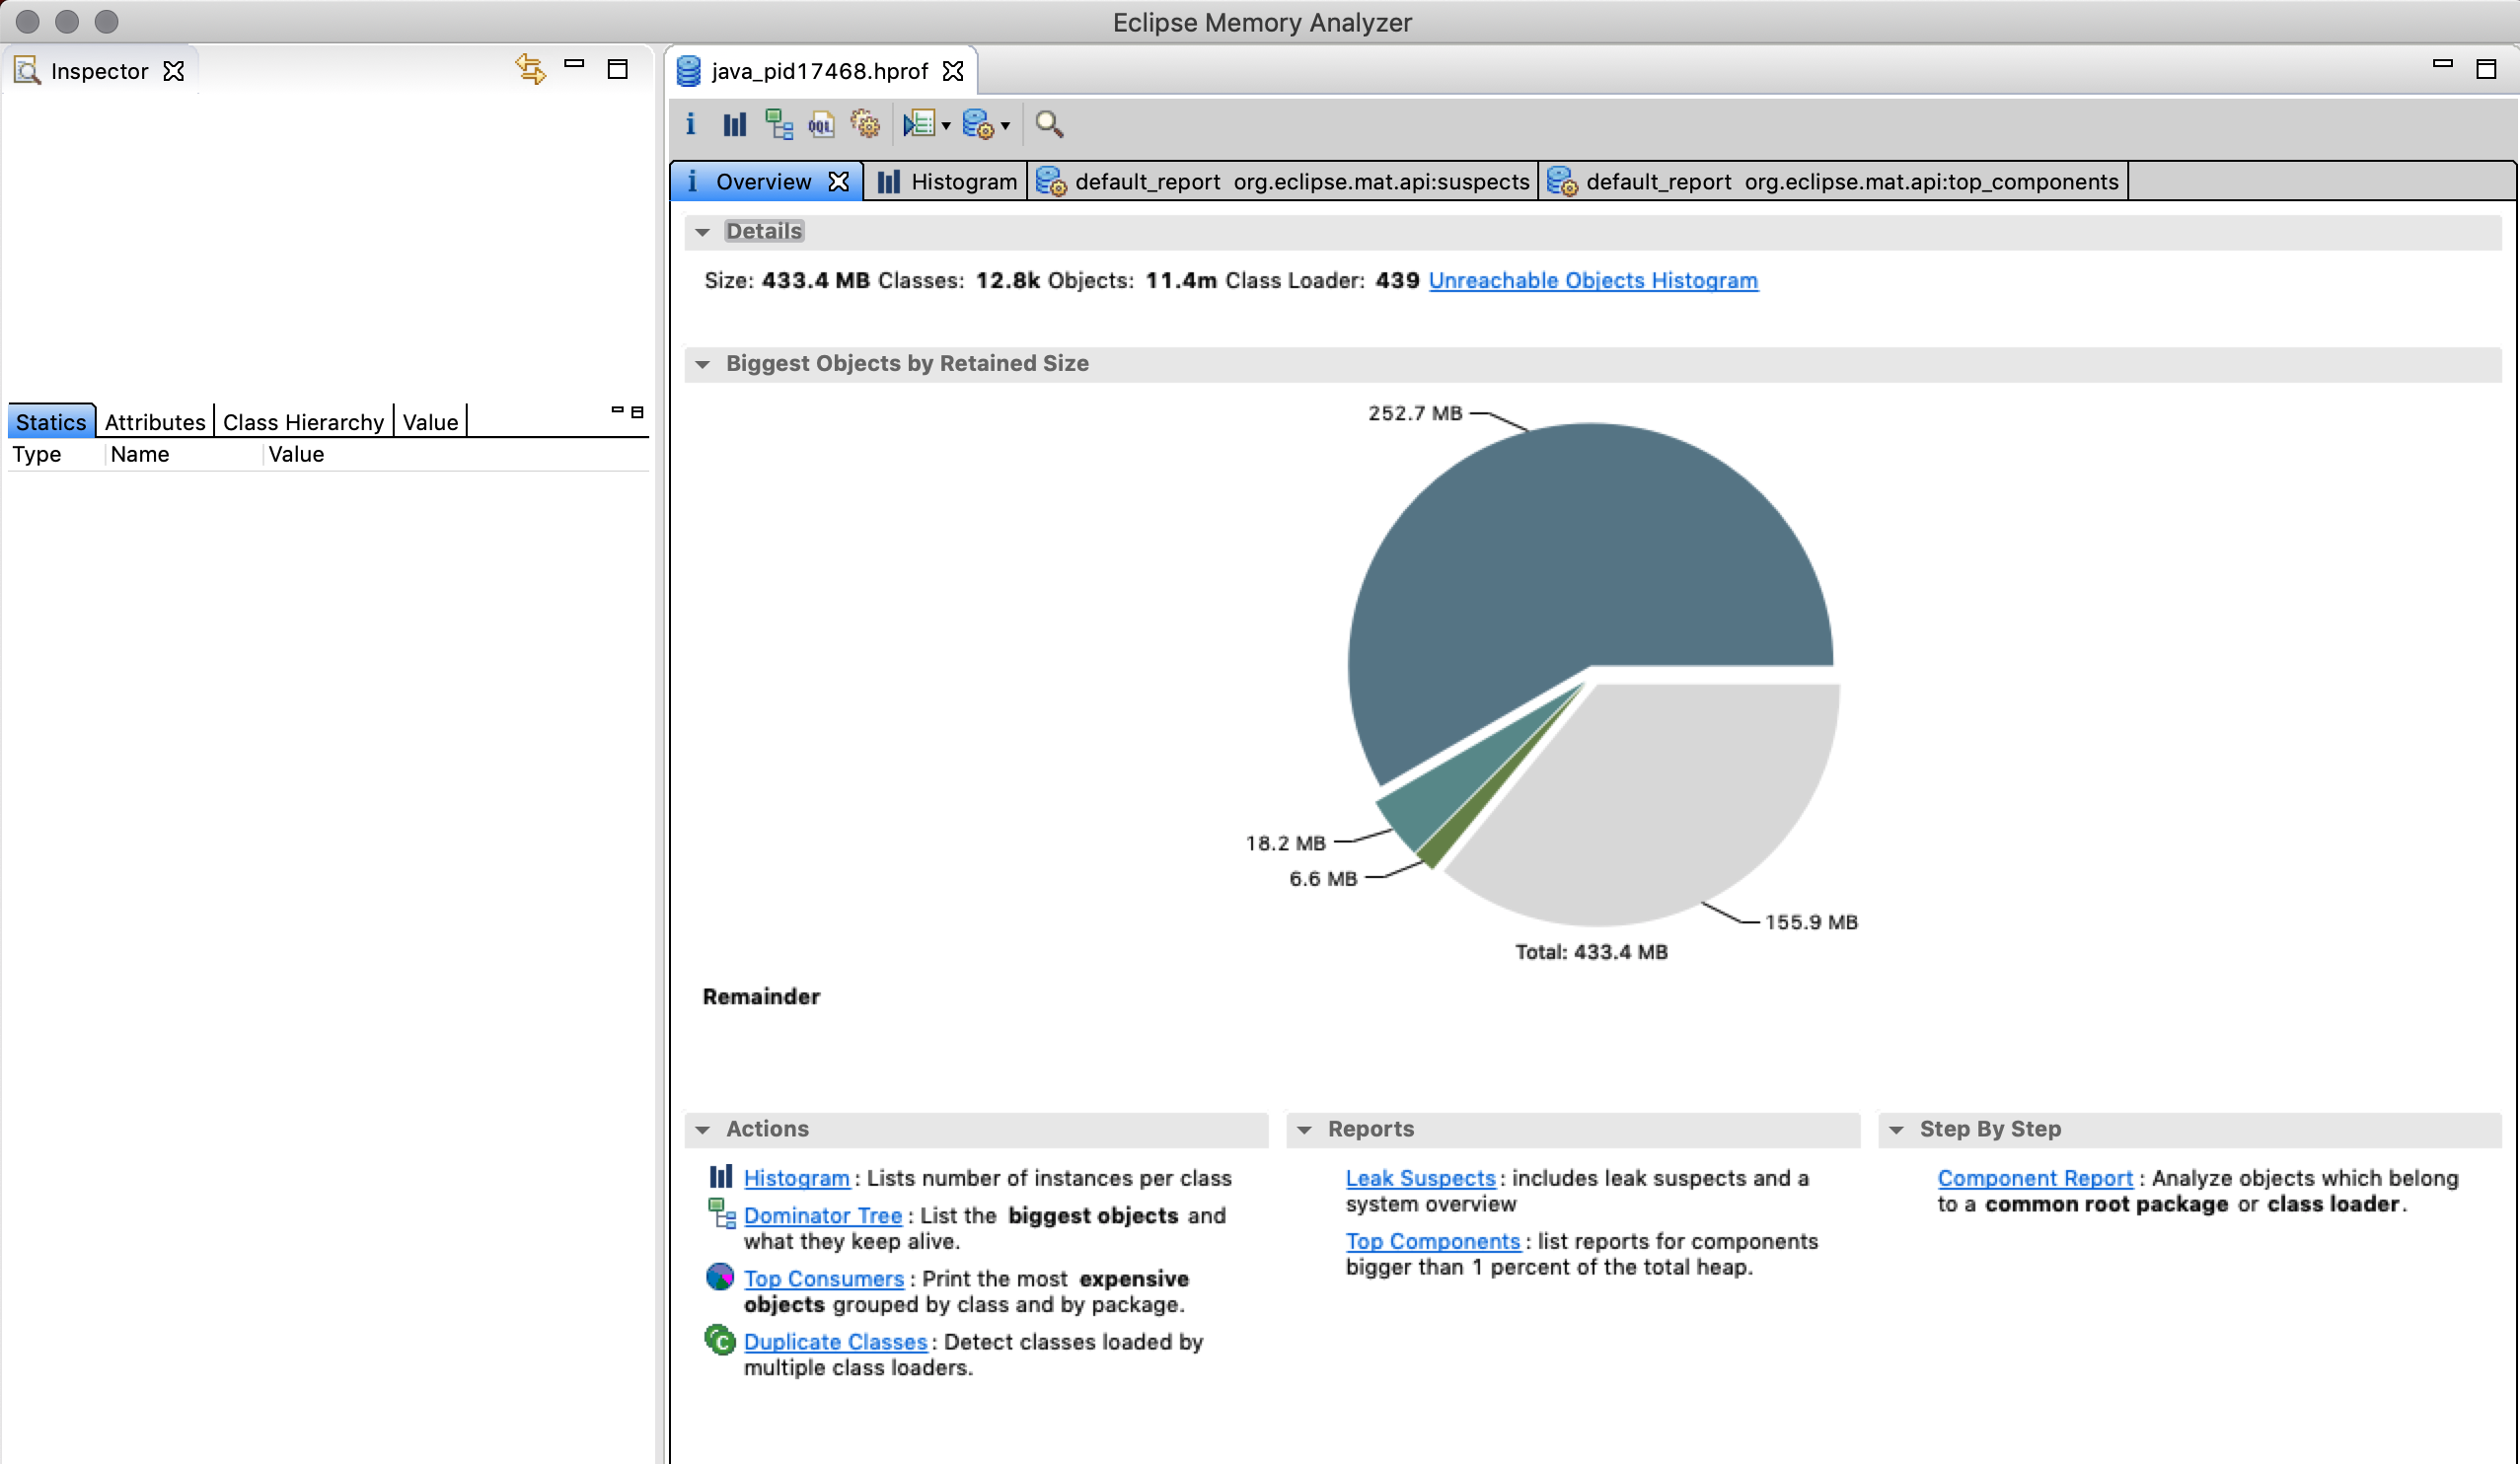 Eclipse Memory Analyzer
Inspector
java_pid17468.hprof
OQL
Overview
Histogram
default_report org.eclipse.mat.api:suspects
default_report org.eclipse.mat.api:top_components
Details
Size: 433.4 MB Classes: 12.8k Objects: 11.4m Class Loader: 439 Unreachable Objects Histogram
Biggest Objects by Retained Size
Statics
Attributes
Class Hierarchy
Value
Type
Name
Value
252.7 MB
18.2 MB
6.6 MB
155.9 MB
Total: 433.4 MB
Remainder
Actions
Histogram : Lists number of instances per class
Dominator Tree : List the biggest objects and
what they keep alive.
Top Consumers : Print the most expensive
objects grouped by class and by package.
Duplicate Classes : Detect classes loaded by
multiple class loaders.
Reports
Leak Suspects : includes leak suspects and a
system overview
Top Components : list reports for components
bigger than 1 percent of the total heap.
Step By Step
Component Report : Analyze objects which belong
to a common root package or class loader.